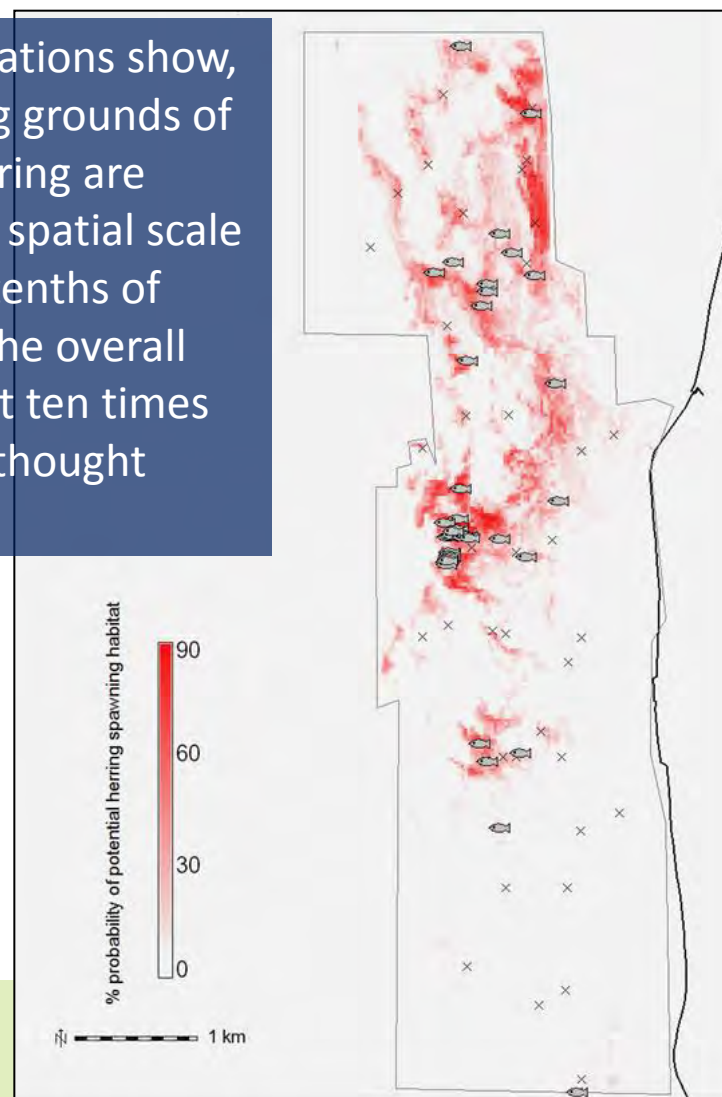 ations show,
g grounds of
ring are
spatial scale
enths of
he overall
t ten times
thought
% probability of potential herring spawning habitat
90
60
30
0
N
1 km